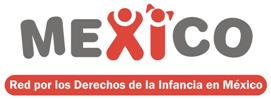 MEXICO
Red por los Derechos de la Infancia en México